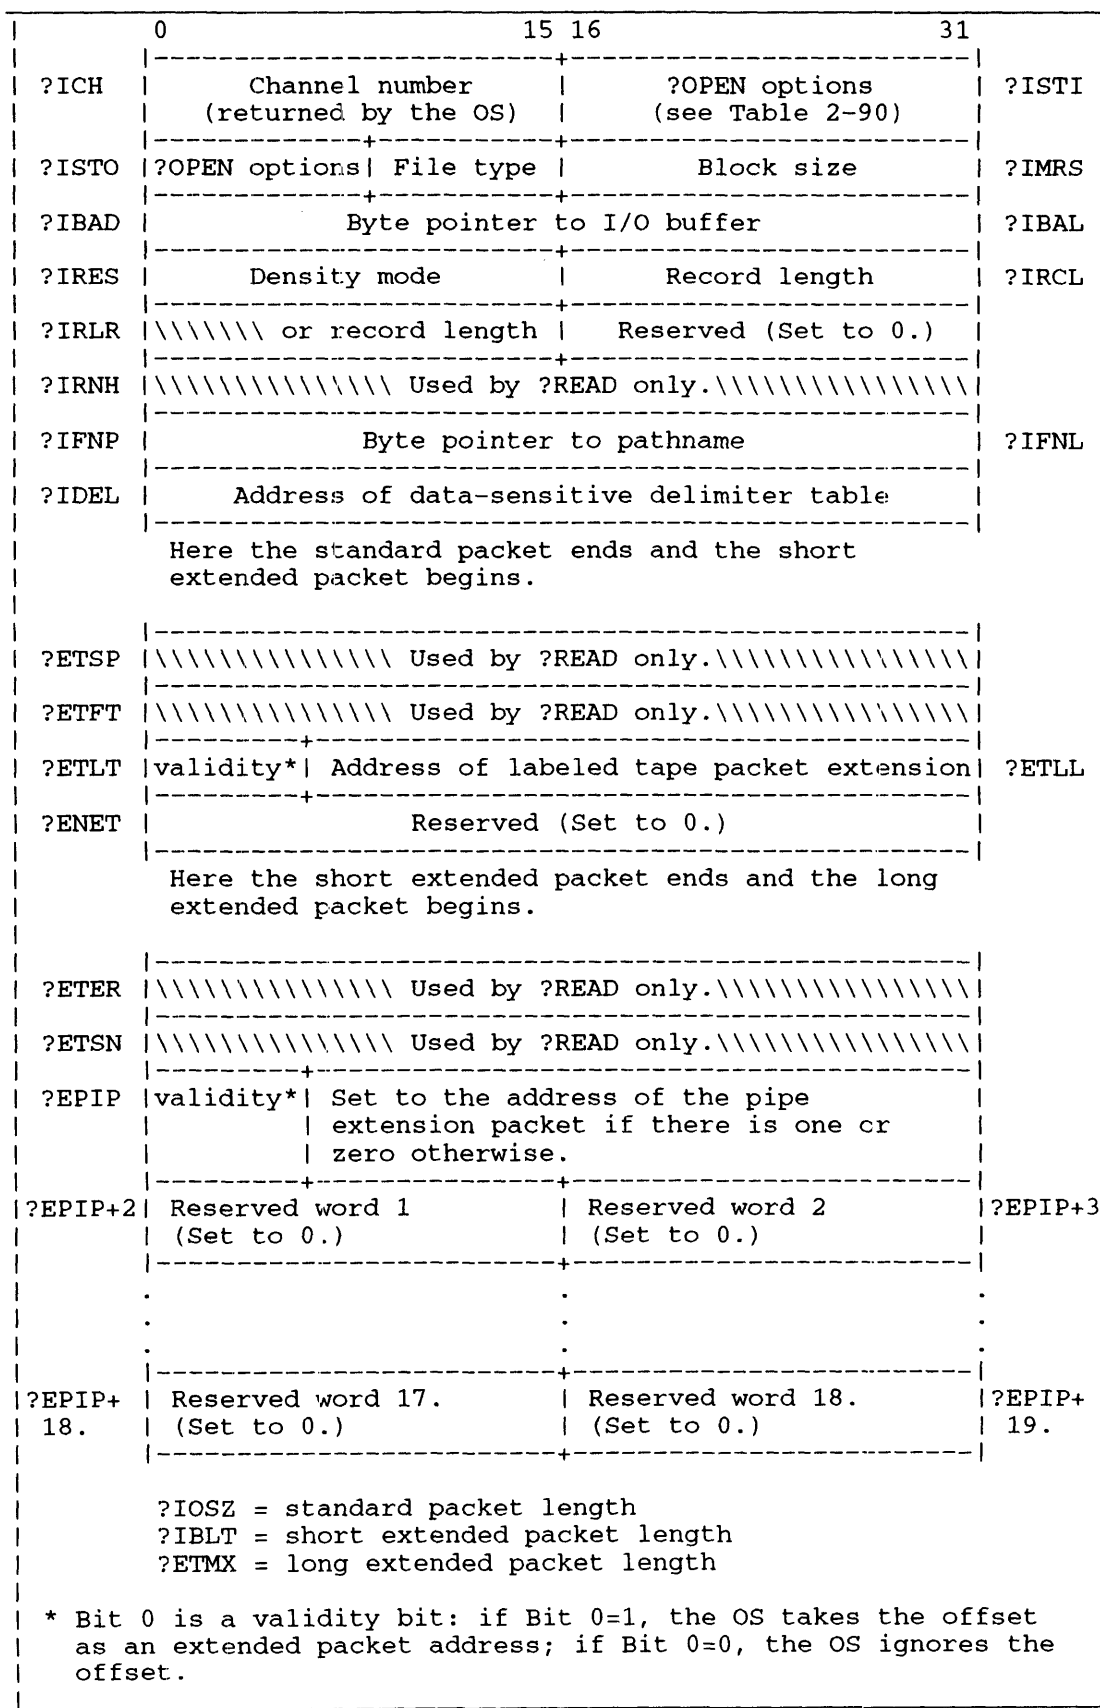 0 15 16 31
?ICH Channel number ?OPEN options ?ISTI
(returned by the OS) (see Table 2-90)
?ISTO ?OPEN options| File type | Block size ?IMRS
?IBAD Byte pointer to I/O buffer ?IBAL
?IRES Density mode | Record length ?IRCL
?IRLR |\\\\\\\ or record length | Reserved (Set to 0.) |
?IRNH |\\\\\\\\\\\\\\\ Used by ?READ only.\\\\\\\\\\\\\\\\|
?IFNP Byte pointer to pathname ?IFNL
?IDEL Address of data-sensitive delimiter table
Here the standard packet ends and the short
extended packet begins.
?ETSP |\\\\\\\\\\\\\\\ Used by ?READ only.\\\\\\\\\\\\\\\\|
?ETFT |\\\\\\\\\\\\\\\ Used by ?READ only.\\\\\\\\\\\\\\\\|
?ETLT |validity*| Address of labeled tape packet extension| ?ETLL
?ENET Reserved (Set to 0.)
Here the short extended packet ends and the long
extended packet begins.
?ETER |\\\\\\\\\\\\\\\ Used by ?READ only.\\\\\\\\\\\\\\\\|
?ETSN |\\\\\\\\\\\\\\\ Used by ?READ only.\\\\\\\\\\\\\\\\|
?EPIP |validity*| Set to the address of the pipe
extension packet if there is one or
zero otherwise.
?EPIP+2| Reserved word 1 | Reserved word 2 |?EPIP+3
(Set to 0.) | (Set to 0.)
. . .
. . .
. . .
?EPIP+ | Reserved word 17. | Reserved word 18. |?EPIP+
18. | (Set to 0.) | (Set to 0.) | 19.
?IOSZ = standard packet length
?IBLT = short extended packet length
?ETMX = long extended packet length
* Bit 0 is a validity bit: if Bit 0=1, the OS takes the offset
as an extended packet address; if Bit 0=0, the OS ignores the
offset.